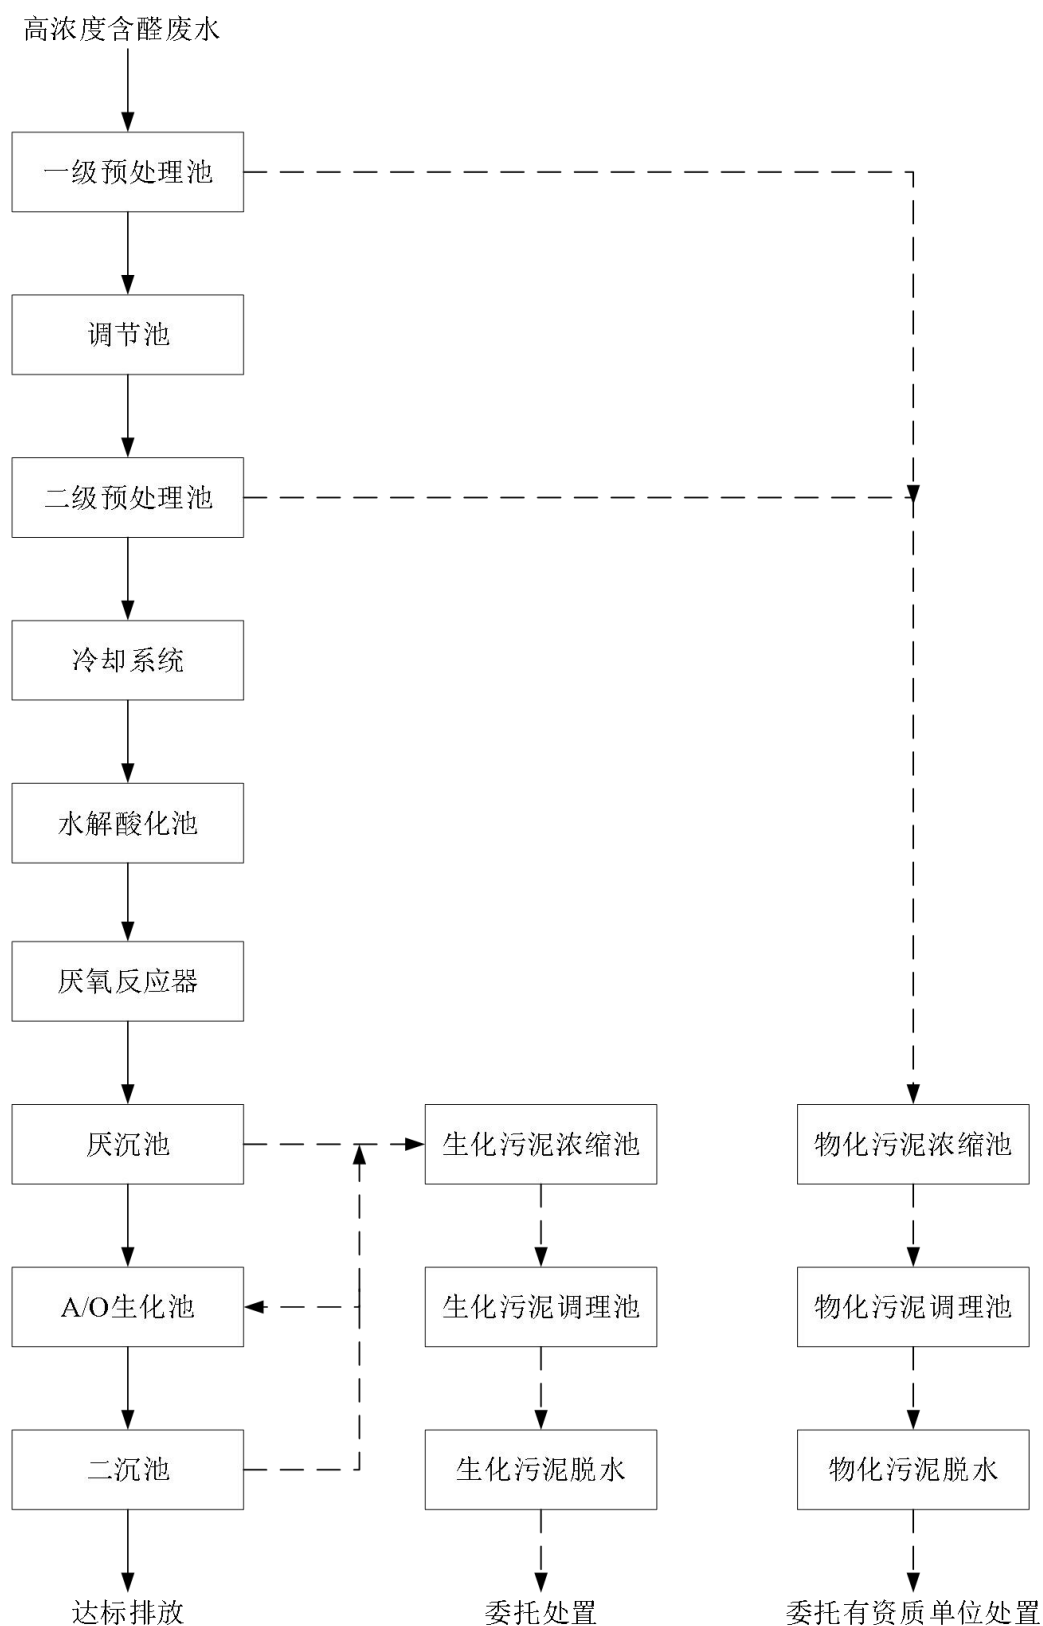 高浓度含醛废水
一级预处理池
调节池
二级预处理池
冷却系统
水解酸化池
厌氧反应器
厌沉池
生化污泥浓缩池
物化污泥浓缩池
A/O生化池
生化污泥调理池
物化污泥调理池
二沉池
生化污泥脱水
物化污泥脱水
达标排放
委托处置
委托有资质单位处置